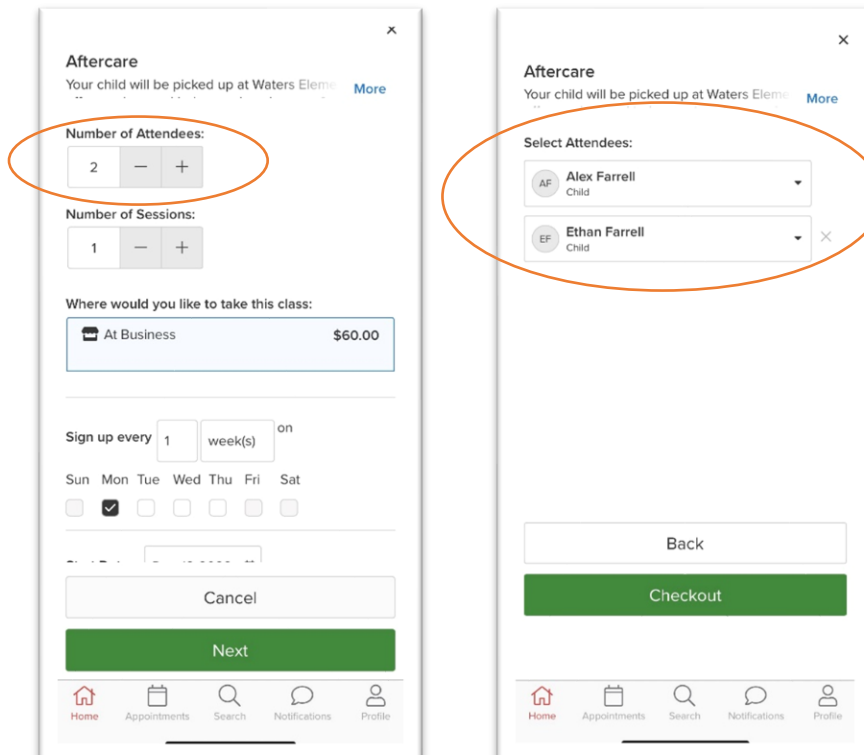 Aftercare
Your child will be picked up at Waters Eleme
More
Number of Attendees:
2 − +
Number of Sessions:
1 − +
Where would you like to take this class:
At Business $60.00
Sign up every 1 week(s) on
Sun Mon Tue Wed Thu Fri Sat
Cancel
Next
Home Appointments Search Notifications Profile
Aftercare
Your child will be picked up at Waters Eleme
More
Select Attendees:
AF Alex Farrell
Child
EF Ethan Farrell
Child
Back
Checkout
Home Appointments Search Notifications Profile